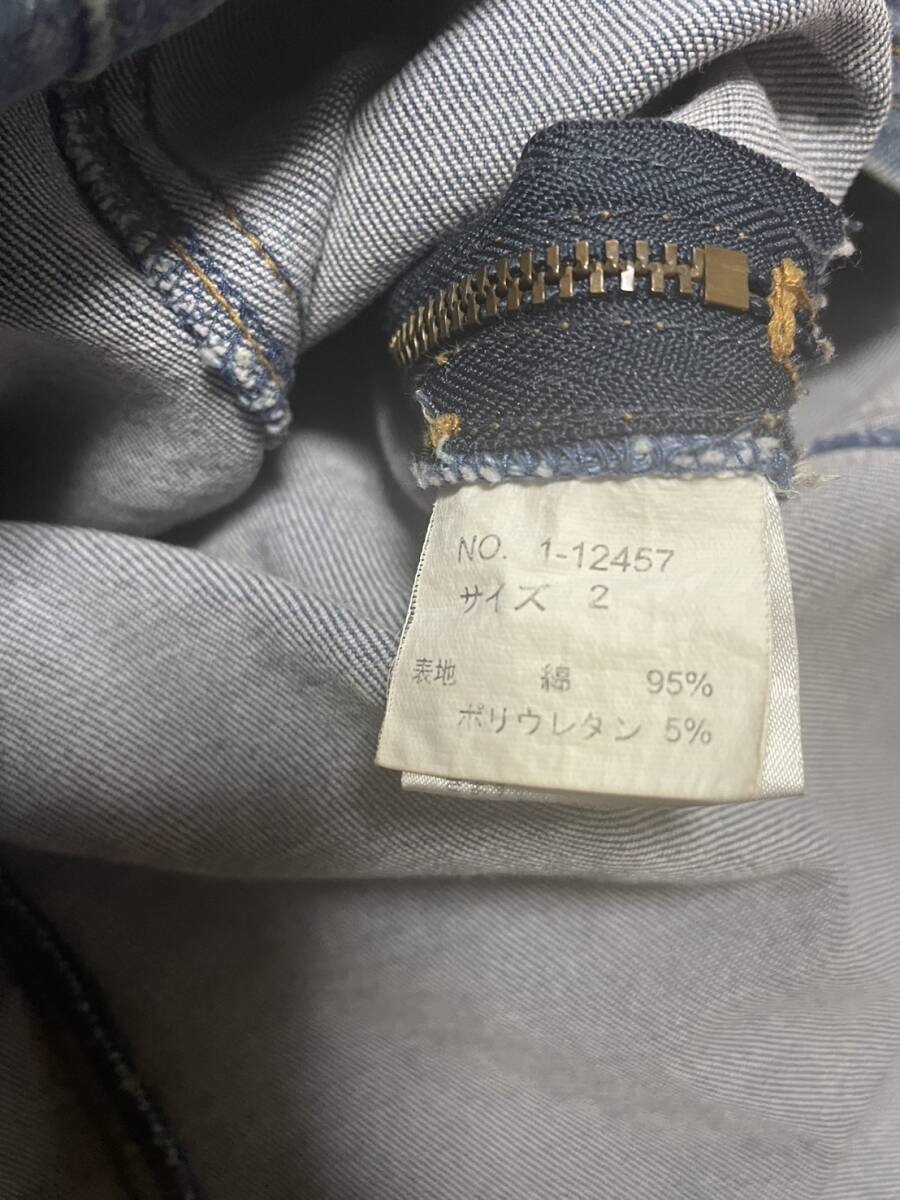 NO. 1-12457
サイズ 2
表地 綿 95%
ポリウレタン 5%